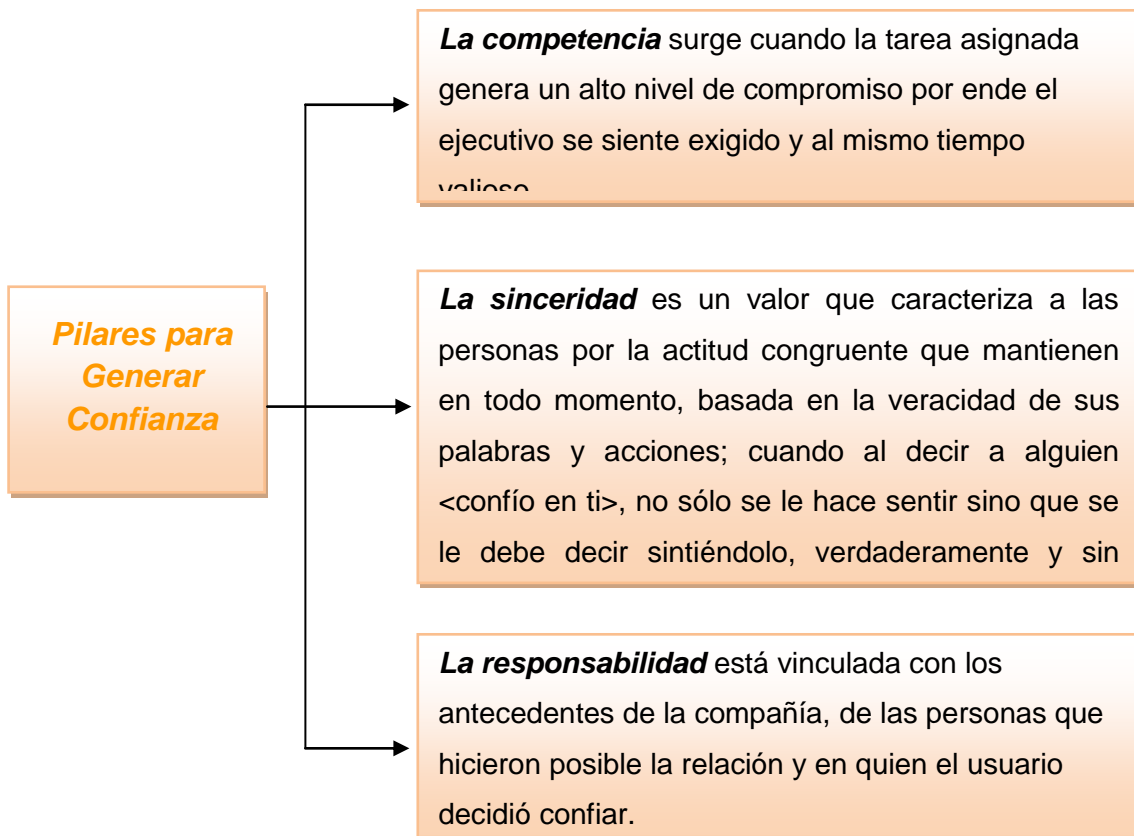 Pilares para
Generar
Confianza
La competencia surge cuando la tarea asignada
genera un alto nivel de compromiso por ende el
ejecutivo se siente exigido y al mismo tiempo
valioso
La sinceridad es un valor que caracteriza a las
personas por la actitud congruente que mantienen
en todo momento, basada en la veracidad de sus
palabras y acciones; cuando al decir a alguien
<confío en ti>, no sólo se le hace sentir sino que se
le debe decir sintiéndolo, verdaderamente y sin
La responsabilidad está vinculada con los
antecedentes de la compañía, de las personas que
hicieron posible la relación y en quien el usuario
decidió confiar.